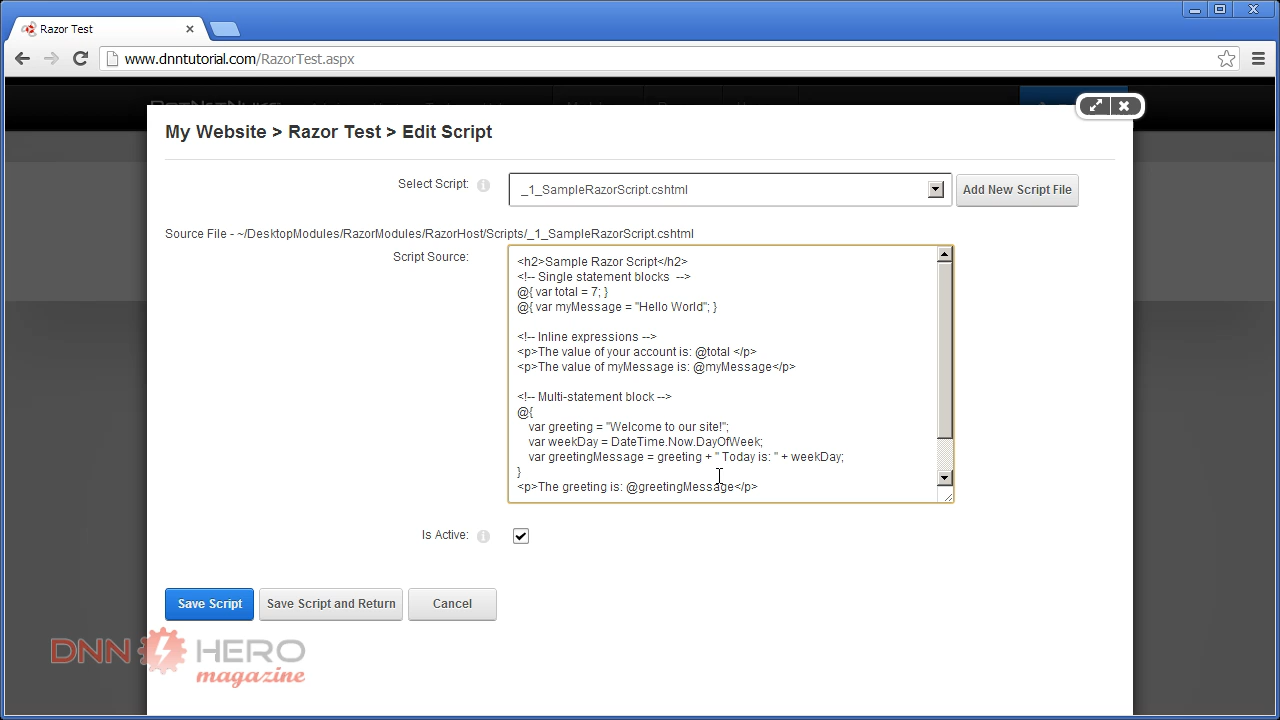 Razor Test
www.dnntutorial.com/RazorTest.aspx
My Website > Razor Test > Edit Script
Select Script:
_1_SampleRazorScript.cshtml
Add New Script File
Source File - ~/DesktopModules/RazorModules/RazorHost/Scripts/_1_SampleRazorScript.cshtml
Script Source:
<h2>Sample Razor Script</h2>
<!-- Single statement blocks  -->
@{ var total = 7; }
@{ var myMessage = "Hello World"; }
<!-- Inline expressions -->
<p>The value of your account is: @total </p>
<p>The value of myMessage is: @myMessage</p>
<!-- Multi-statement block -->
@{
var greeting = "Welcome to our site!";
var weekDay = DateTime.Now.DayOfWeek;
var greetingMessage = greeting + " Today is: " + weekDay;
}
<p>The greeting is: @greetingMessage</p>
Is Active:
Save Script
Save Script and Return
Cancel
DNN HERO
magazine